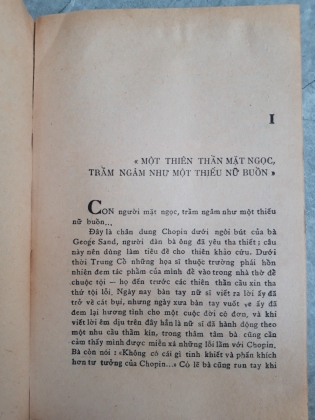 I
« MỘT THIÊN THẦN MẶT NGỌC,
TRẦM NGÂM NHƯ MỘT THIẾU NỮ BUỒN »
CON người mặt ngọc, trầm ngâm như một thiếu
nữ buồn...
Đây là chân dung Chopin dưới ngòi bút của bà
Geoge Sand, người đàn bà ông đã yêu tha thiết ; câu
này nên dùng làm tiêu đề cho thiên khảo cứu. Dưới
thời Trung Cổ những họa sĩ thuộc trường phái hồn
nhiên đem tác phẩm của mình đề vào trong nhà thờ để
chuộc tội — họ đến trước các thiên thần cầu xin tha
thứ tội lỗi. Ngày nay bàn tay nữ sĩ viết ra lời ấy đã
trở về cát bụi, nhưng ngày xưa bàn tay vuốt ve ấy đã
đem lại hương tình cho một cuộc đời cô đơn, và khi
viết lời êm dịu trên đây hẳn là nữ sĩ đã hành động theo
một nhu cầu thầm kín, trong thâm tâm bà cũng cầu
cảm thấy mình được miễn xá những lỗi lầm với Chopin.
Bà còn nói : «Không có cái gì tinh khiết và phấn khích
hơn tư tưởng của Chopin...» Có lẽ bà cũng run tay khi